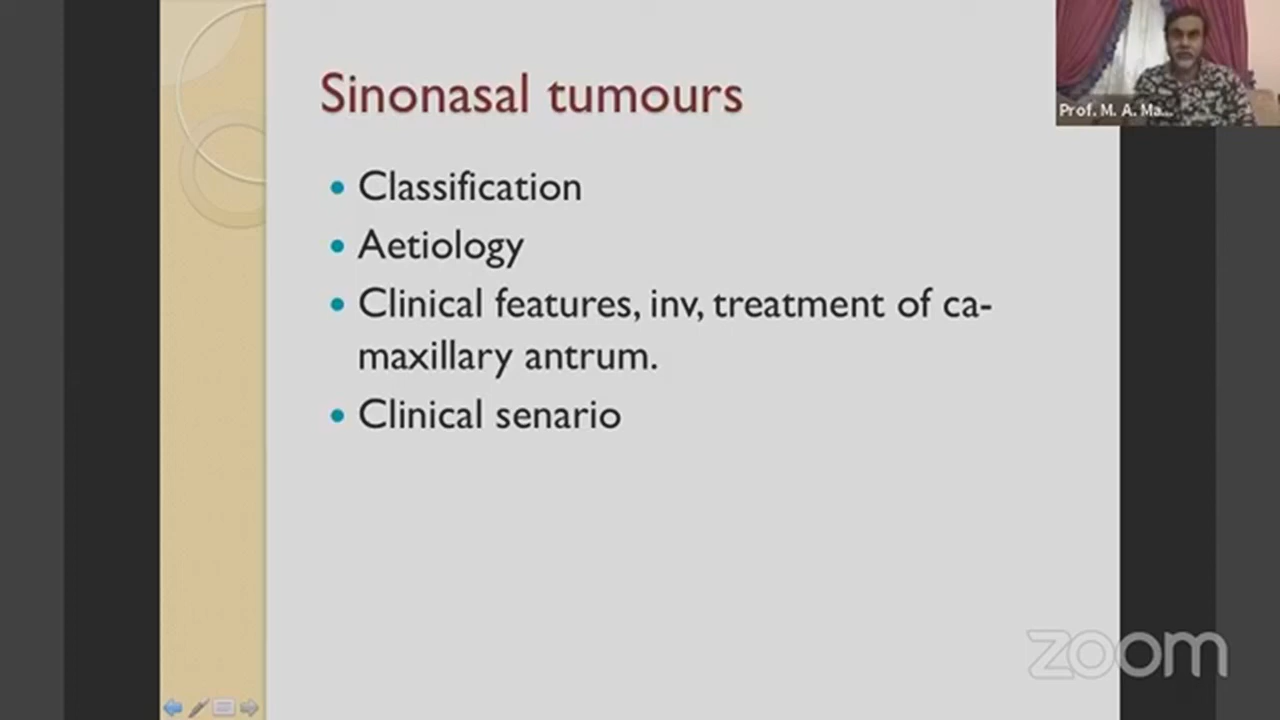 Sinonasal tumours
Prof. M. A. Ma...
• Classification
• Aetiology
• Clinical features, inv, treatment of ca-
maxillary antrum.
• Clinical senario
zoom